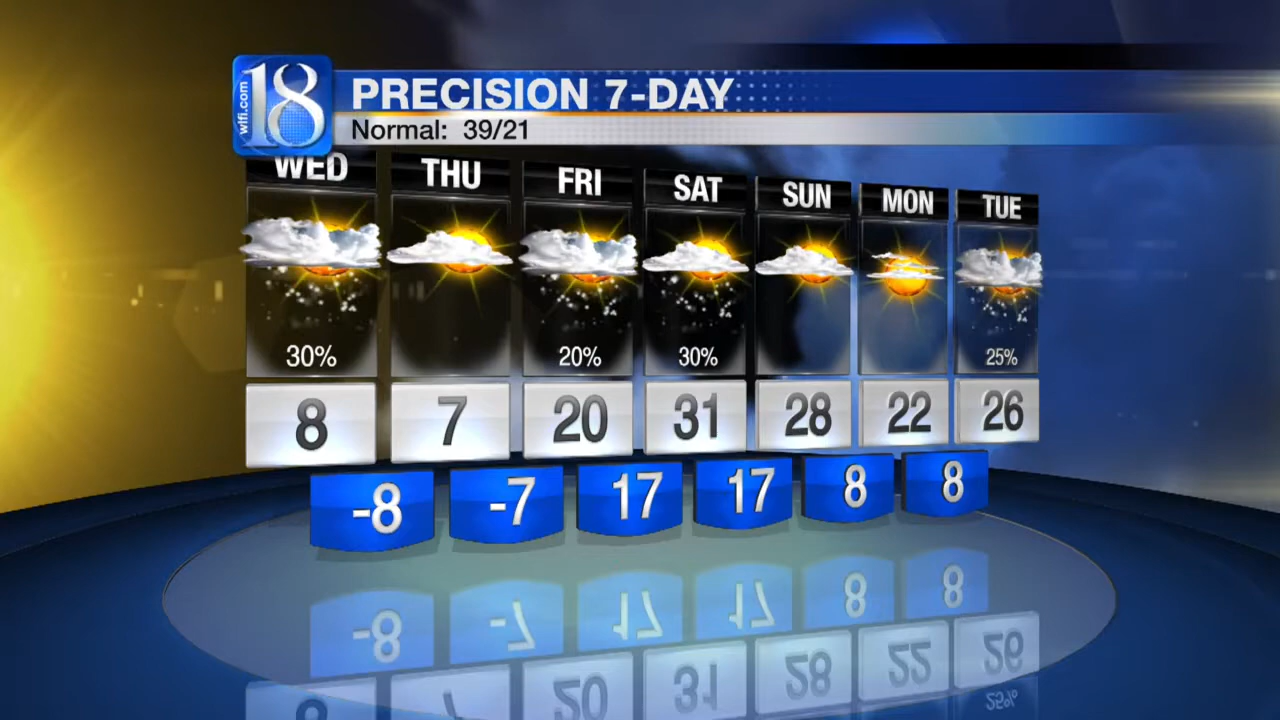 wlfi.com
18
PRECISION 7-DAY
Normal: 39/21
WED THU FRI SAT SUN MON TUE
30% 20% 30% 25%
8 7 20 31 28 22 26
-8 -7 17 17 8 8